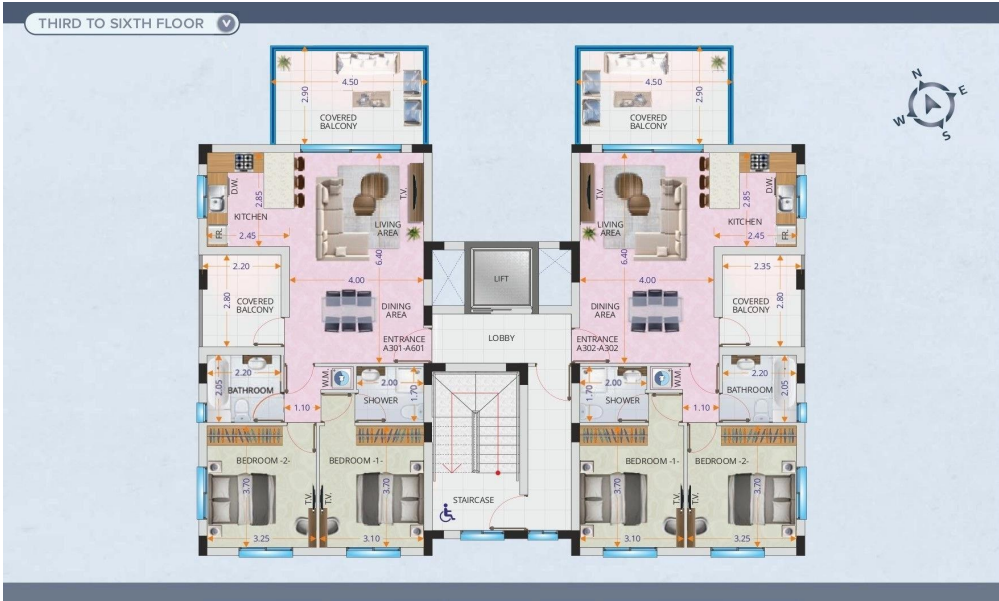 THIRD TO SIXTH FLOOR
N
E
W
S
4.50
2.90
COVERED
BALCONY
4.50
2.90
COVERED
BALCONY
D.W.
2.85
KITCHEN
FR.
2.45
T.V.
LIVING
AREA
6.40
4.00
2.20
2.80
COVERED
BALCONY
DINING
AREA
ENTRANCE
A301-A601
LIFT
LOBBY
T.V.
LIVING
AREA
6.40
4.00
D.W.
2.85
KITCHEN
2.45
FR.
2.35
2.80
COVERED
BALCONY
DINING
AREA
ENTRANCE
A302-A302
2.20
2.05
BATHROOM
1.10
W.M.
2.00
1.70
SHOWER
1.70
2.00
SHOWER
W.M.
1.10
2.20
2.05
BATHROOM
BEDROOM -2-
3.70
T.V.
3.25
BEDROOM -1-
T.V.
3.70
3.10
STAIRCASE
BEDROOM -1-
3.70
T.V.
3.10
BEDROOM -2-
T.V.
3.70
3.25